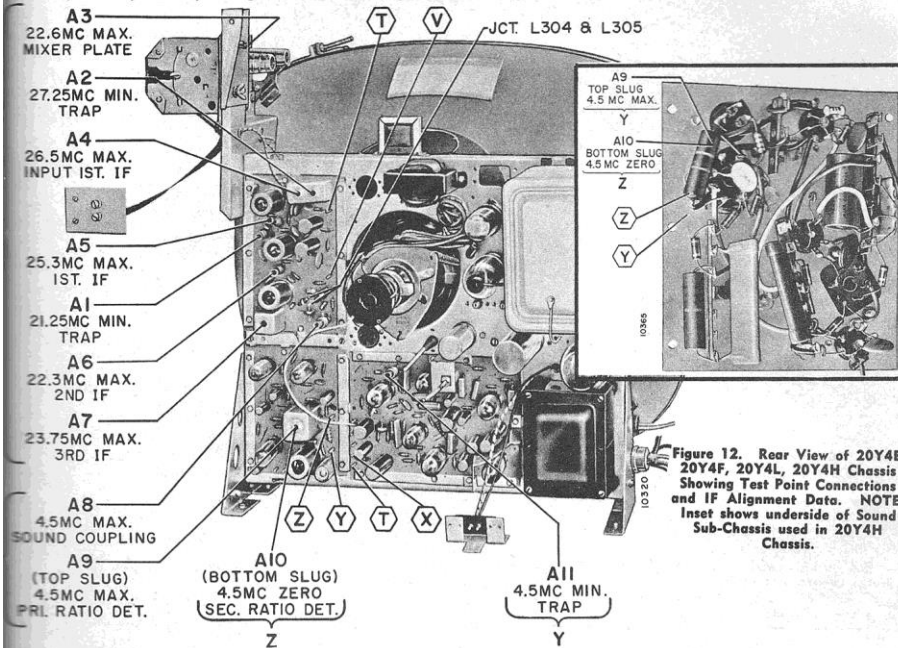 A3
22.6MC MAX.
MIXER PLATE
A2
27.25MC MIN.
TRAP
A4
26.5MC MAX.
INPUT IST. IF
A5
25.3MC MAX.
IST. IF
A1
21.25MC MIN.
TRAP
A6
22.3MC MAX.
2ND IF
A7
23.75MC MAX.
3RD IF
A8
4.5MC MAX.
SOUND COUPLING
A9
(TOP SLUG)
4.5MC MAX.
PRI. RATIO DET.
T
V
JCT. L304 & L305
Z
Y
T
X
A10
(BOTTOM SLUG)
4.5MC ZERO
SEC. RATIO DET.
Z
A11
4.5MC MIN.
TRAP
Y
10320
A9
TOP SLUG
4.5 MC MAX.
Y
A10
BOTTOM SLUG
4.5MC ZERO
Z
Z
Y
10365
Figure 12. Rear View of 20Y4E
20Y4F, 20Y4L, 20Y4H Chassis
Showing Test Point Connections
and IF Alignment Data. NOTE
Inset shows underside of Sound
Sub-Chassis used in 20Y4H
Chassis.